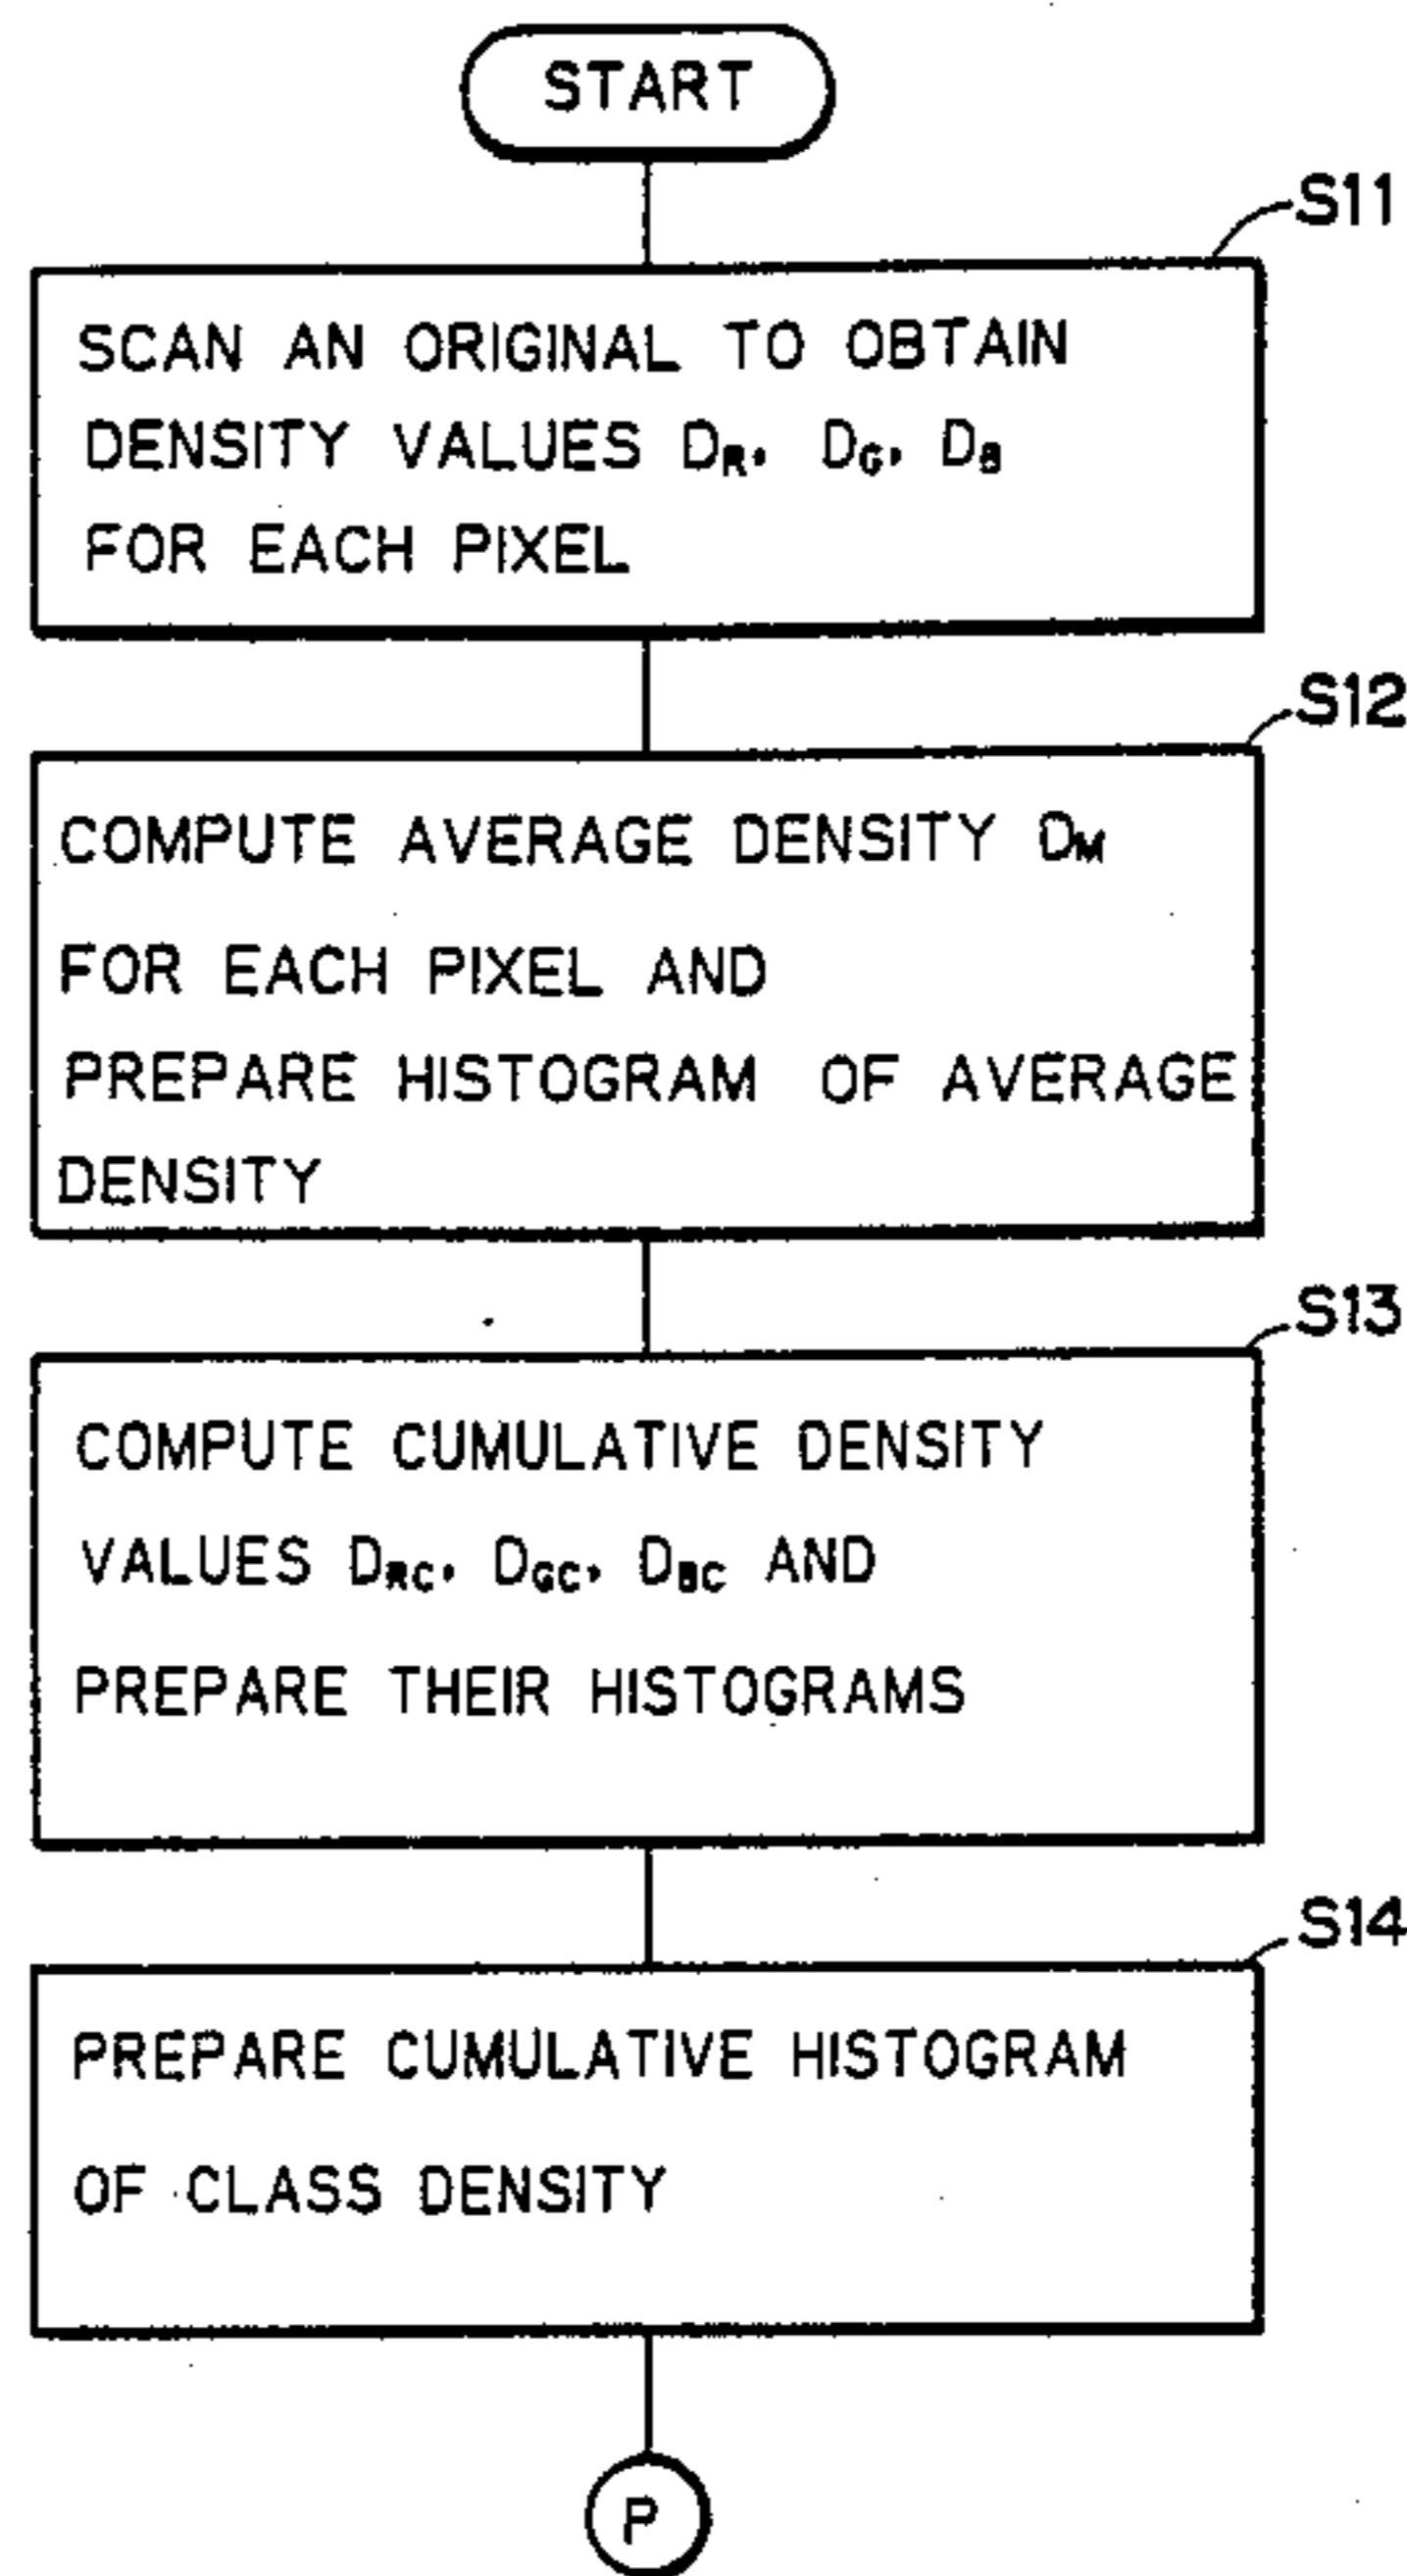 START
S11
SCAN AN ORIGINAL TO OBTAIN
DENSITY VALUES DR, DG, DB
FOR EACH PIXEL
S12
COMPUTE AVERAGE DENSITY DM
FOR EACH PIXEL AND
PREPARE HISTOGRAM OF AVERAGE
DENSITY
S13
COMPUTE CUMULATIVE DENSITY
VALUES DRC, DGC, DBC AND
PREPARE THEIR HISTOGRAMS
S14
PREPARE CUMULATIVE HISTOGRAM
OF CLASS DENSITY
P